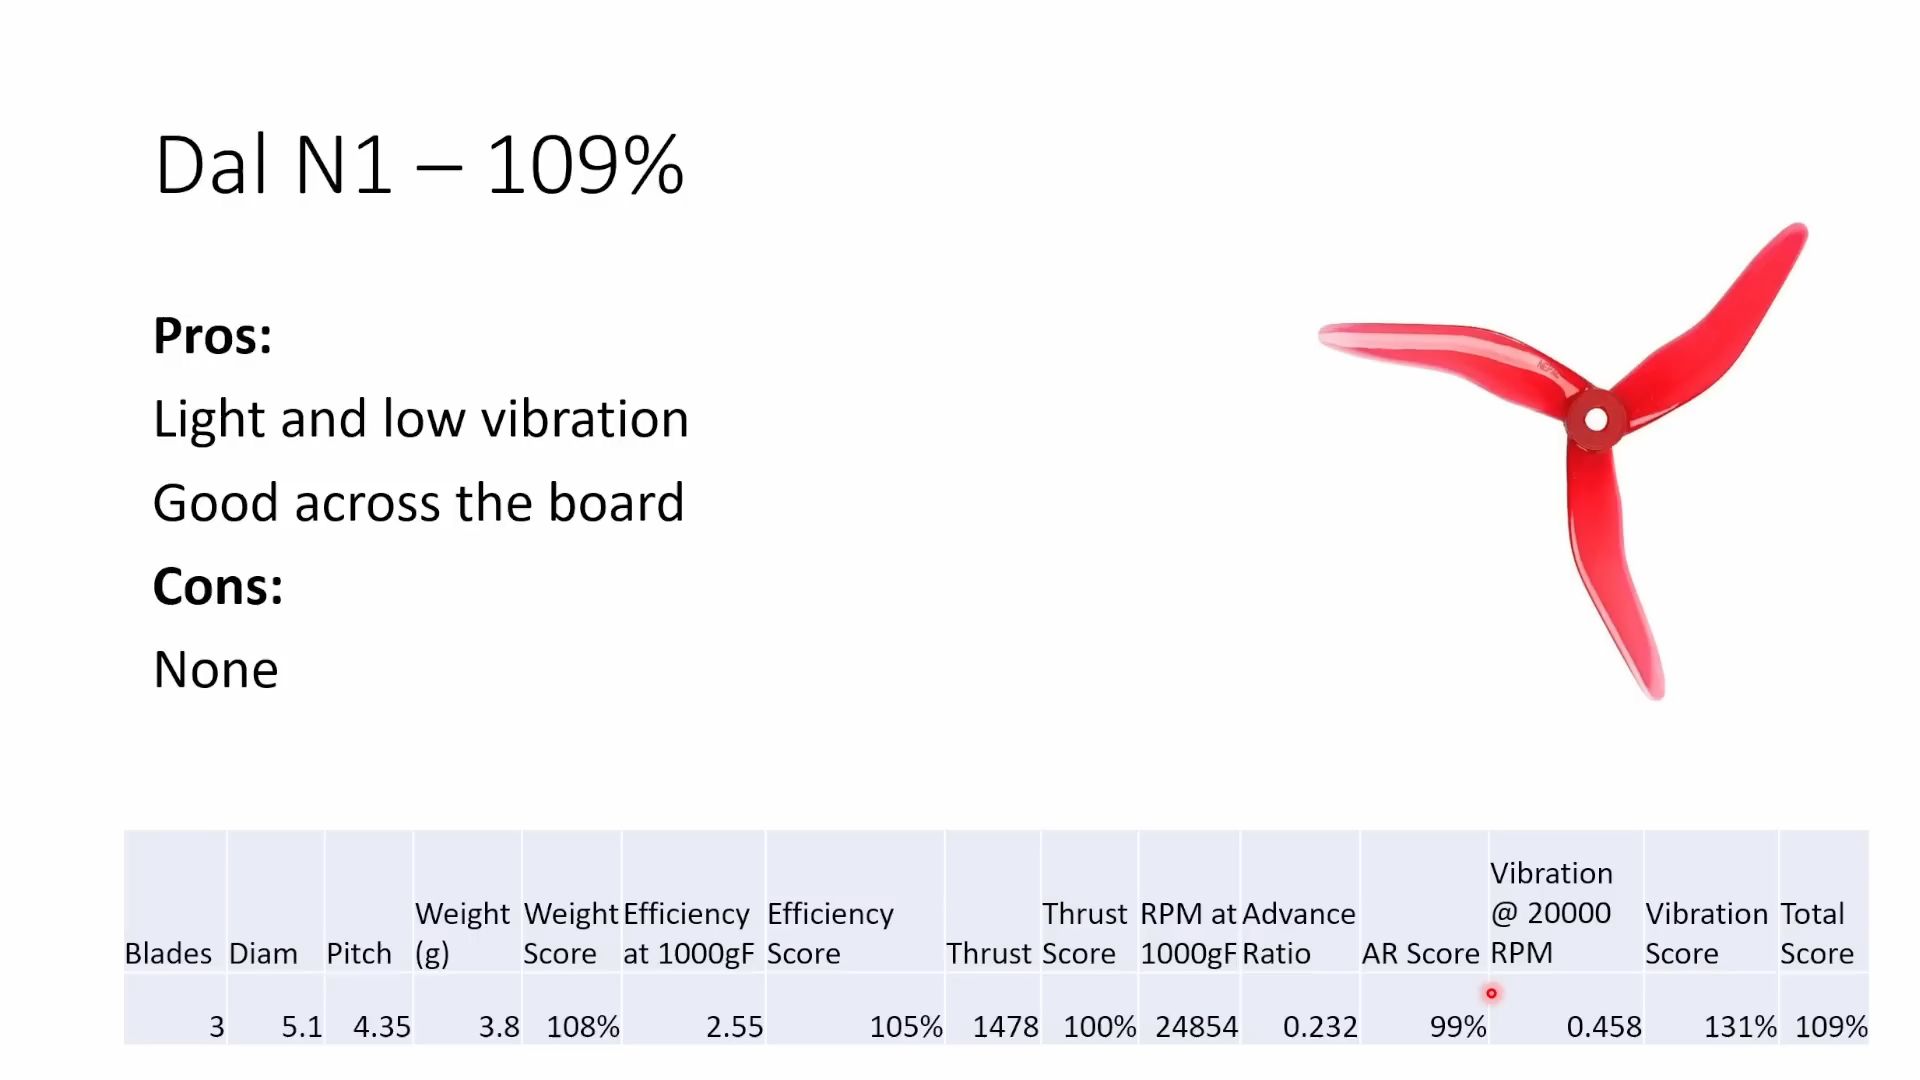 Dal N1 – 109%
Pros:
Light and low vibration
Good across the board
Cons:
None
Blades Diam Pitch Weight (g) Weight Score Efficiency at 1000gF Efficiency Score Thrust Thrust Score RPM at 1000gF Advance Ratio AR Score Vibration @ 20000 RPM Vibration Score Total Score
3 5.1 4.35 3.8 108% 2.55 105% 1478 100% 24854 0.232 99% 0.458 131% 109%